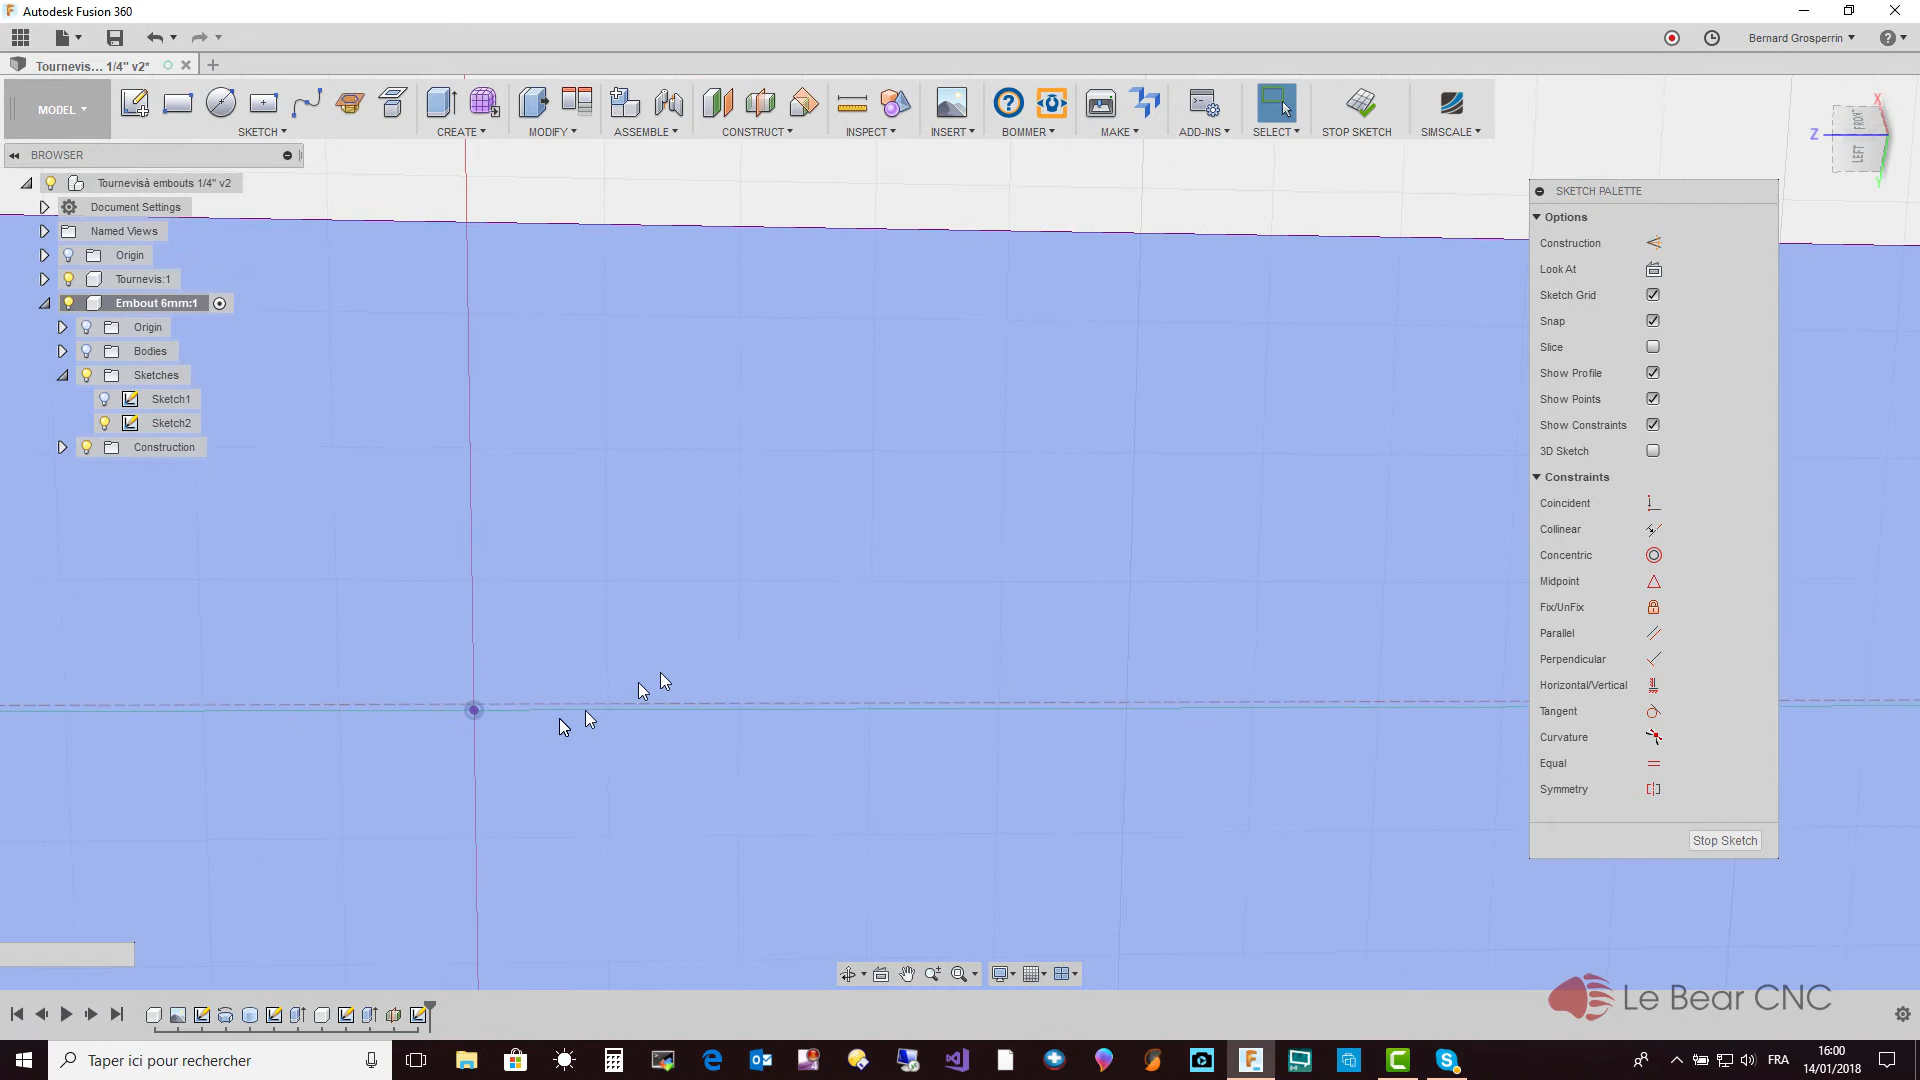 Autodesk Fusion 360
Bernard Grosperrin
Tournevis... 1/4" v2*
MODEL
SKETCH
CREATE
MODIFY
ASSEMBLE
CONSTRUCT
INSPECT
INSERT
BOMMER
MAKE
ADD-INS
SELECT
STOP SKETCH
SIMSCALE
BROWSER
Tournevisà embouts 1/4" v2
Document Settings
Named Views
Origin
Tournevis:1
Embout 6mm:1
Origin
Bodies
Sketches
Sketch1
Sketch2
Construction
X
Z
FRONT
LEFT
Y
SKETCH PALETTE
Options
Construction
Look At
Sketch Grid
Snap
Slice
Show Profile
Show Points
Show Constraints
3D Sketch
Constraints
Coincident
Collinear
Concentric
Midpoint
Fix/UnFix
Parallel
Perpendicular
Horizontal/Vertical
Tangent
Curvature
Equal
Symmetry
Stop Sketch
Le Bear CNC
Taper ici pour rechercher
FRA
16:00
14/01/2018